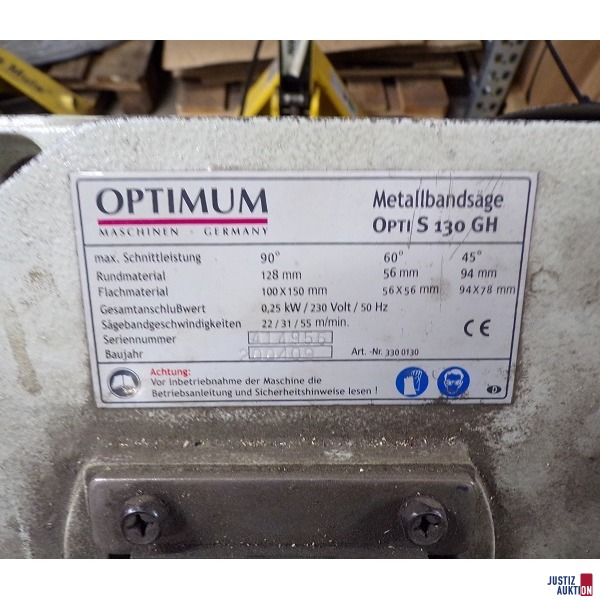 OPTIMUM
MASCHINEN - GERMANY
Metallbandsäge
OPTI S 130 GH
max. Schnittleistung 90° 60° 45°
Rundmaterial 128 mm 56 mm 94 mm
Flachmaterial 100 X 150 mm 56 X 56 mm 94 X 78 mm
Gesamtanschlußwert 0,25 kW / 230 Volt / 50 Hz
Sägebandgeschwindigkeiten 22 / 31 / 55 m/min.
Seriennummer
Baujahr Art. -Nr. 330 0130
CE
Achtung:
Vor Inbetriebnahme der Maschine die
Betriebsanleitung und Sicherheitshinweise lesen !
D
JUSTIZ
AUKTION